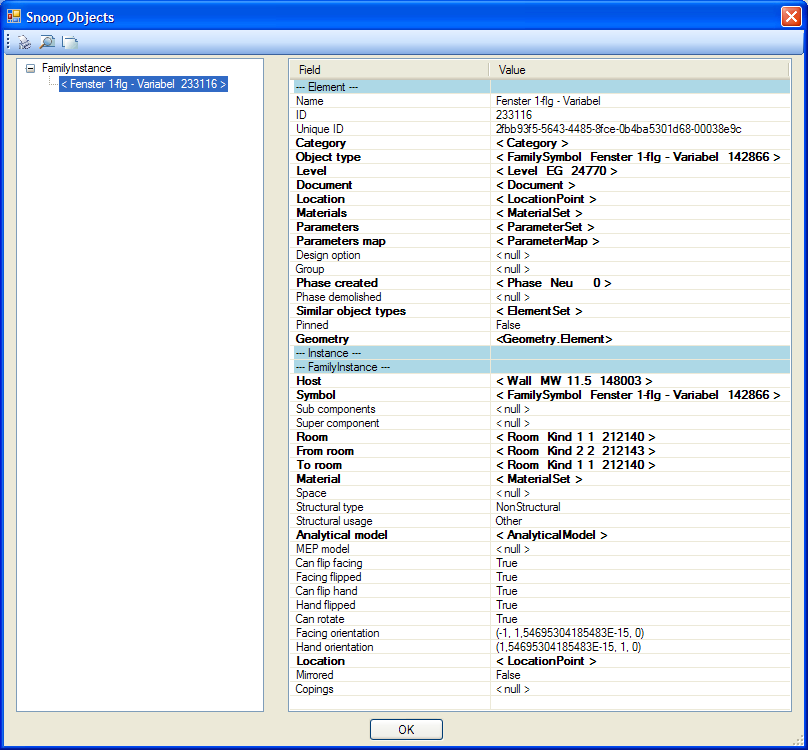 Snoop Objects
FamilyInstance
< Fenster 1-flg - Variabel 233116 >
Field Value
--- Element ---
Name Fenster 1-flg - Variabel
ID 233116
Unique ID 2fbb93f5-5643-4485-8fce-0b4ba5301d68-00038e9c
Category < Category >
Object type < FamilySymbol Fenster 1-flg - Variabel 142866 >
Level < Level EG 24770 >
Document < Document >
Location < LocationPoint >
Materials < MaterialSet >
Parameters < ParameterSet >
Parameters map < ParameterMap >
Design option < null >
Group < null >
Phase created < Phase Neu 0 >
Phase demolished < null >
Similar object types < ElementSet >
Pinned False
Geometry <Geometry.Element>
--- Instance ---
--- FamilyInstance ---
Host < Wall MW 11.5 148003 >
Symbol < FamilySymbol Fenster 1-flg - Variabel 142866 >
Sub components < null >
Super component < null >
Room < Room Kind 1 1 212140 >
From room < Room Kind 2 2 212143 >
To room < Room Kind 1 1 212140 >
Material < MaterialSet >
Space < null >
Structural type NonStructural
Structural usage Other
Analytical model < AnalyticalModel >
MEP model < null >
Can flip facing True
Facing flipped True
Can flip hand True
Hand flipped True
Can rotate True
Facing orientation (-1, 1,54695304185483E-15, 0)
Hand orientation (1,54695304185483E-15, 1, 0)
Location < LocationPoint >
Mirrored False
Copings < null >
OK